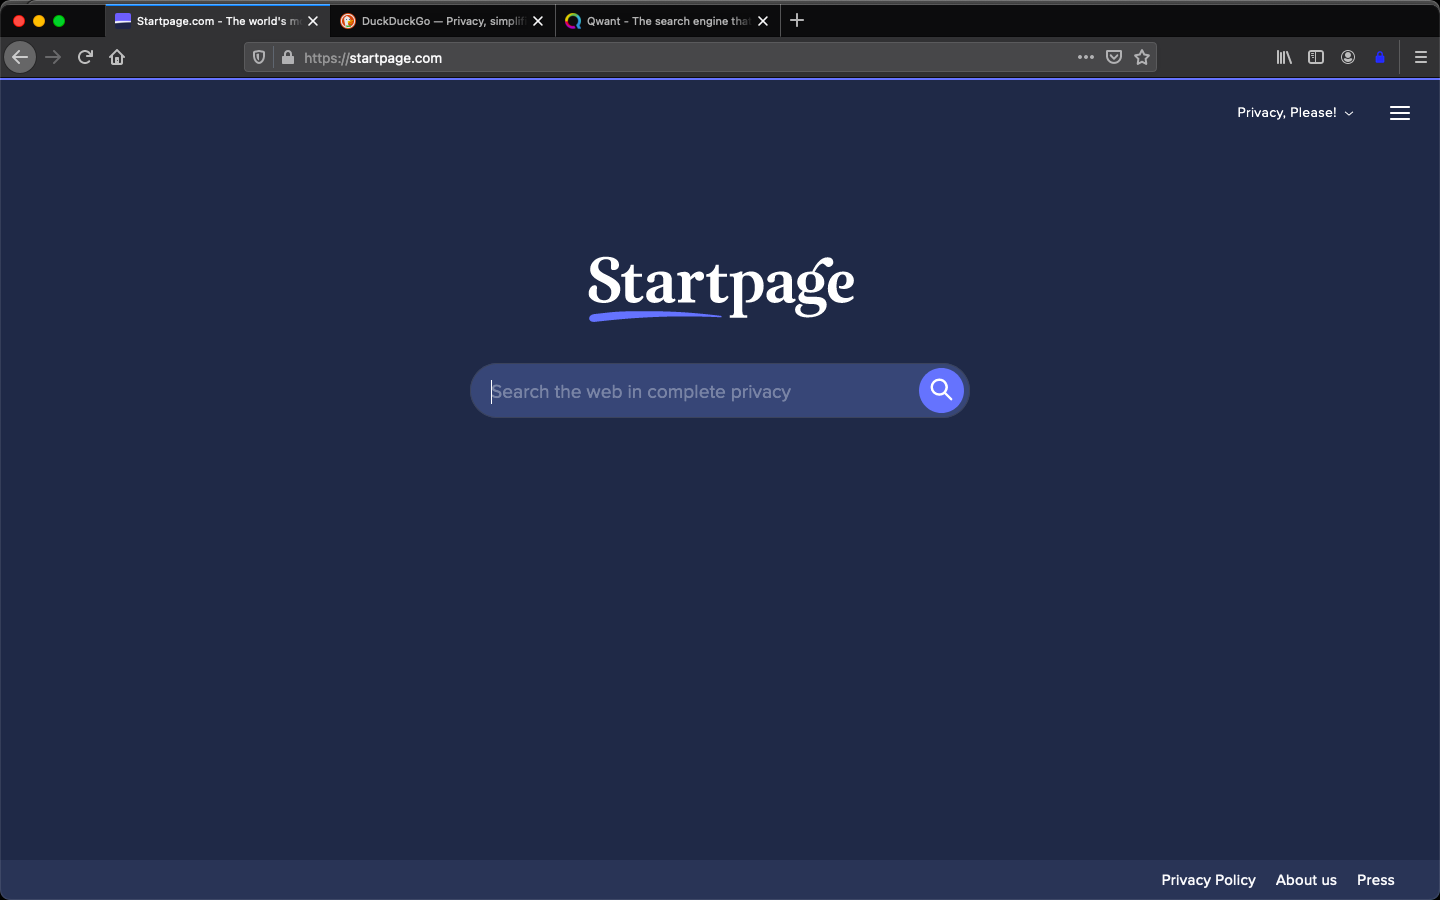 Startpage.com - The world's m
DuckDuckGo — Privacy, simplif
Qwant - The search engine tha
https://startpage.com
Privacy, Please!
Startpage
Search the web in complete privacy
Privacy Policy About us Press